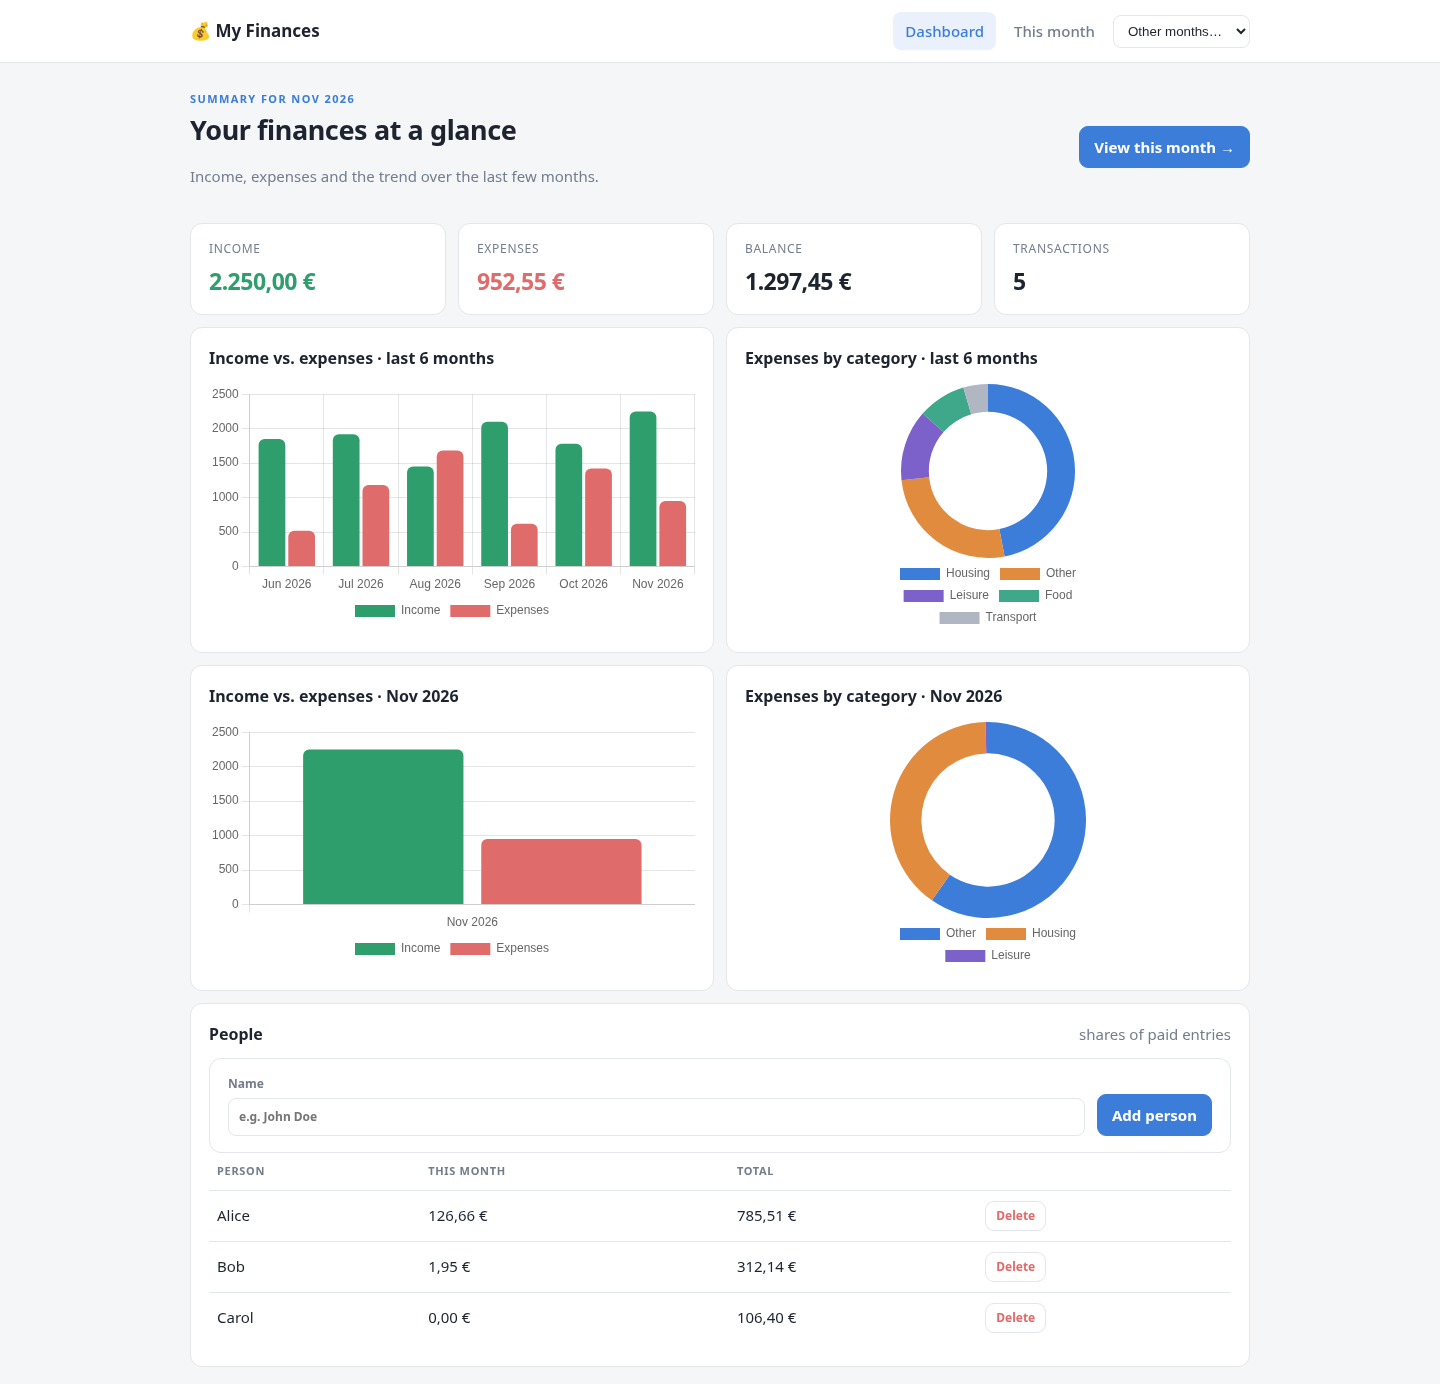 💰 My Finances
Dashboard
This month
Other months…
SUMMARY FOR NOV 2026
Your finances at a glance
View this month →
Income, expenses and the trend over the last few months.
INCOME
2.250,00 €
EXPENSES
952,55 €
BALANCE
1.297,45 €
TRANSACTIONS
5
Income vs. expenses · last 6 months
2500
2000
1500
1000
500
0
Jun 2026 Jul 2026 Aug 2026 Sep 2026 Oct 2026 Nov 2026
Income Expenses
Expenses by category · last 6 months
Housing Other
Leisure Food
Transport
Income vs. expenses · Nov 2026
2500
2000
1500
1000
500
0
Nov 2026
Income Expenses
Expenses by category · Nov 2026
Other Housing
Leisure
People
shares of paid entries
Name
e.g. John Doe
Add person
PERSON THIS MONTH TOTAL
Alice 126,66 € 785,51 € Delete
Bob 1,95 € 312,14 € Delete
Carol 0,00 € 106,40 € Delete